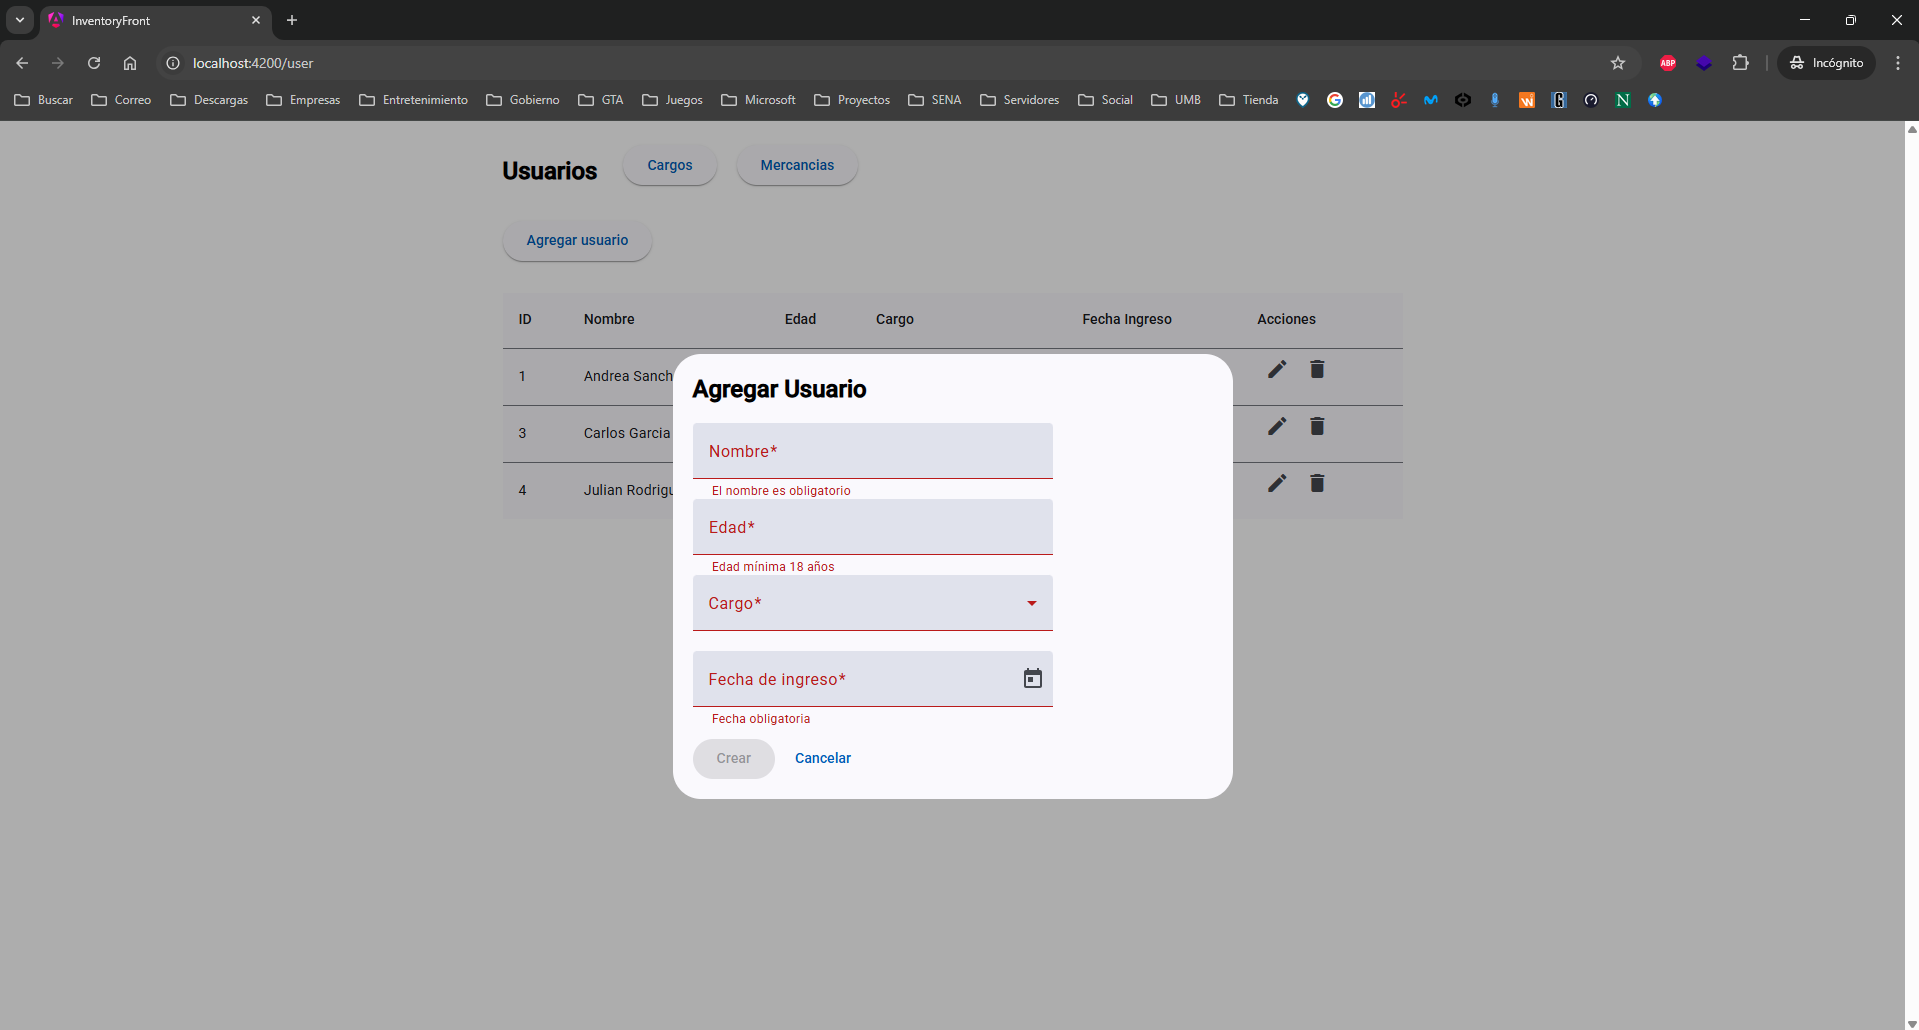 InventoryFront
localhost:4200/user
ABP
Incógnito
Buscar Correo Descargas Empresas Entretenimiento Gobierno GTA Juegos Microsoft Proyectos SENA Servidores Social UMB Tienda
Usuarios Cargos Mercancias
Agregar usuario
ID Nombre Edad Cargo Fecha Ingreso Acciones
1 Andrea Sanch
3 Carlos Garcia
4 Julian Rodrigu
Agregar Usuario
Nombre*
El nombre es obligatorio
Edad*
Edad mínima 18 años
Cargo*
Fecha de ingreso*
Fecha obligatoria
Crear Cancelar